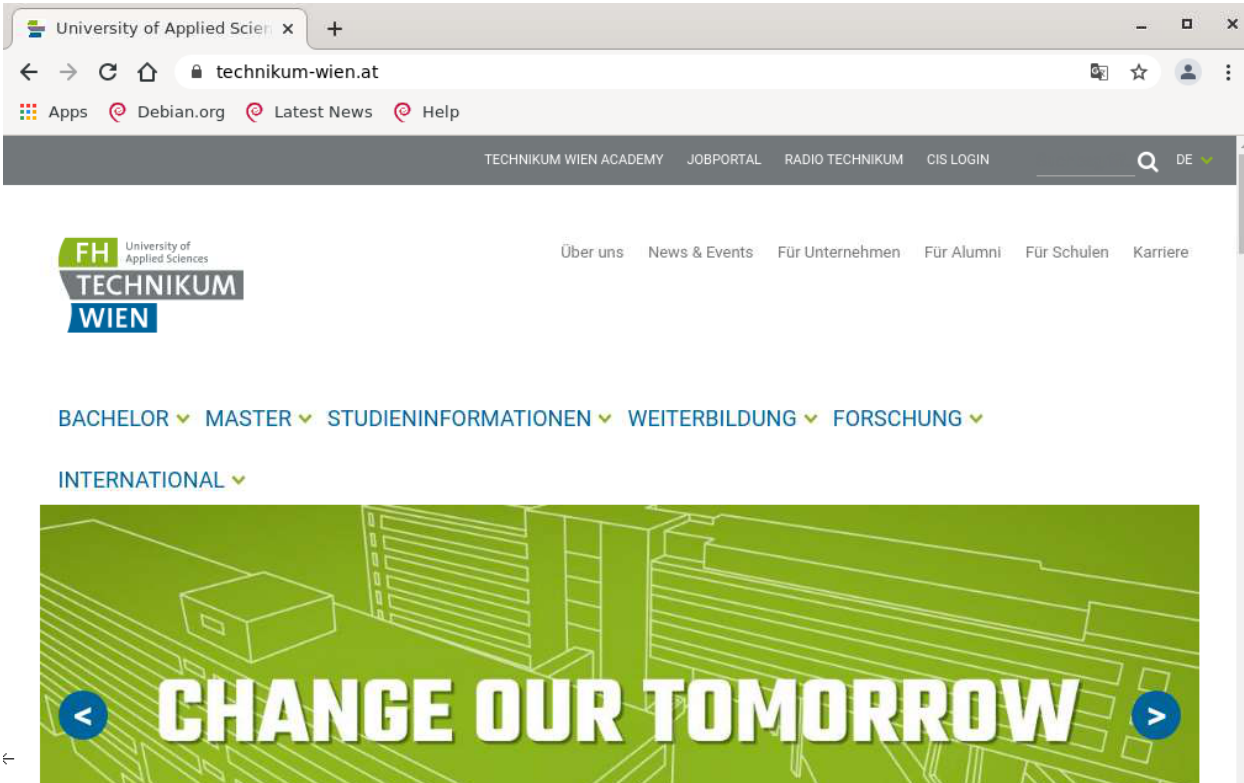 University of Applied Scien
technikum-wien.at
Apps Debian.org Latest News Help
TECHNIKUM WIEN ACADEMY JOBPORTAL RADIO TECHNIKUM CIS LOGIN DE
FH University of
Applied Sciences
TECHNIKUM
WIEN
Über uns News & Events Für Unternehmen Für Alumni Für Schulen Karriere
BACHELOR MASTER STUDIENINFORMATIONEN WEITERBILDUNG FORSCHUNG
INTERNATIONAL
< CHANGE OUR TOMORROW >